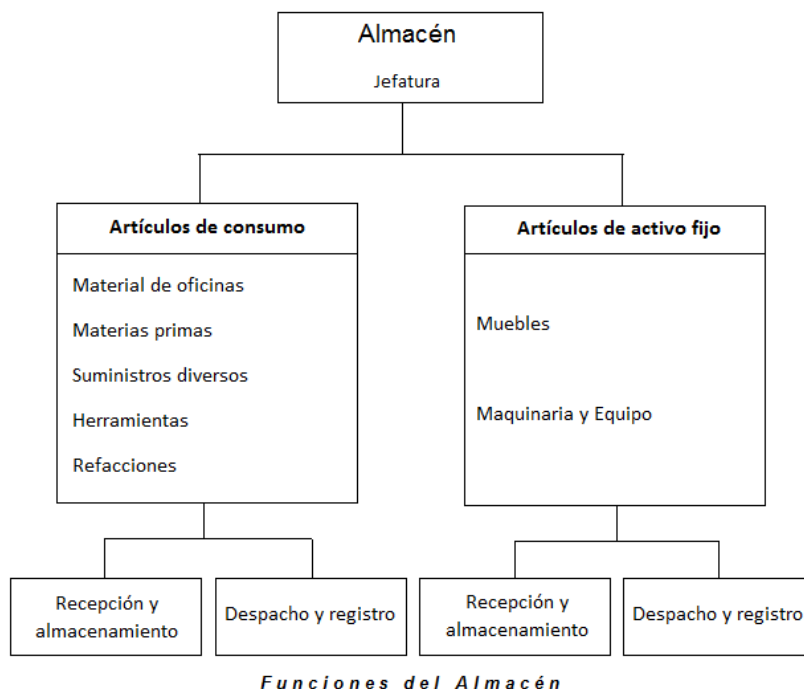 Almacén
Jefatura
Artículos de consumo
Material de oficinas
Materias primas
Suministros diversos
Herramientas
Refacciones
Artículos de activo fijo
Muebles
Maquinaria y Equipo
Recepción y
almacenamiento
Despacho y registro
Recepción y
almacenamiento
Despacho y registro
Funciones del Almacén